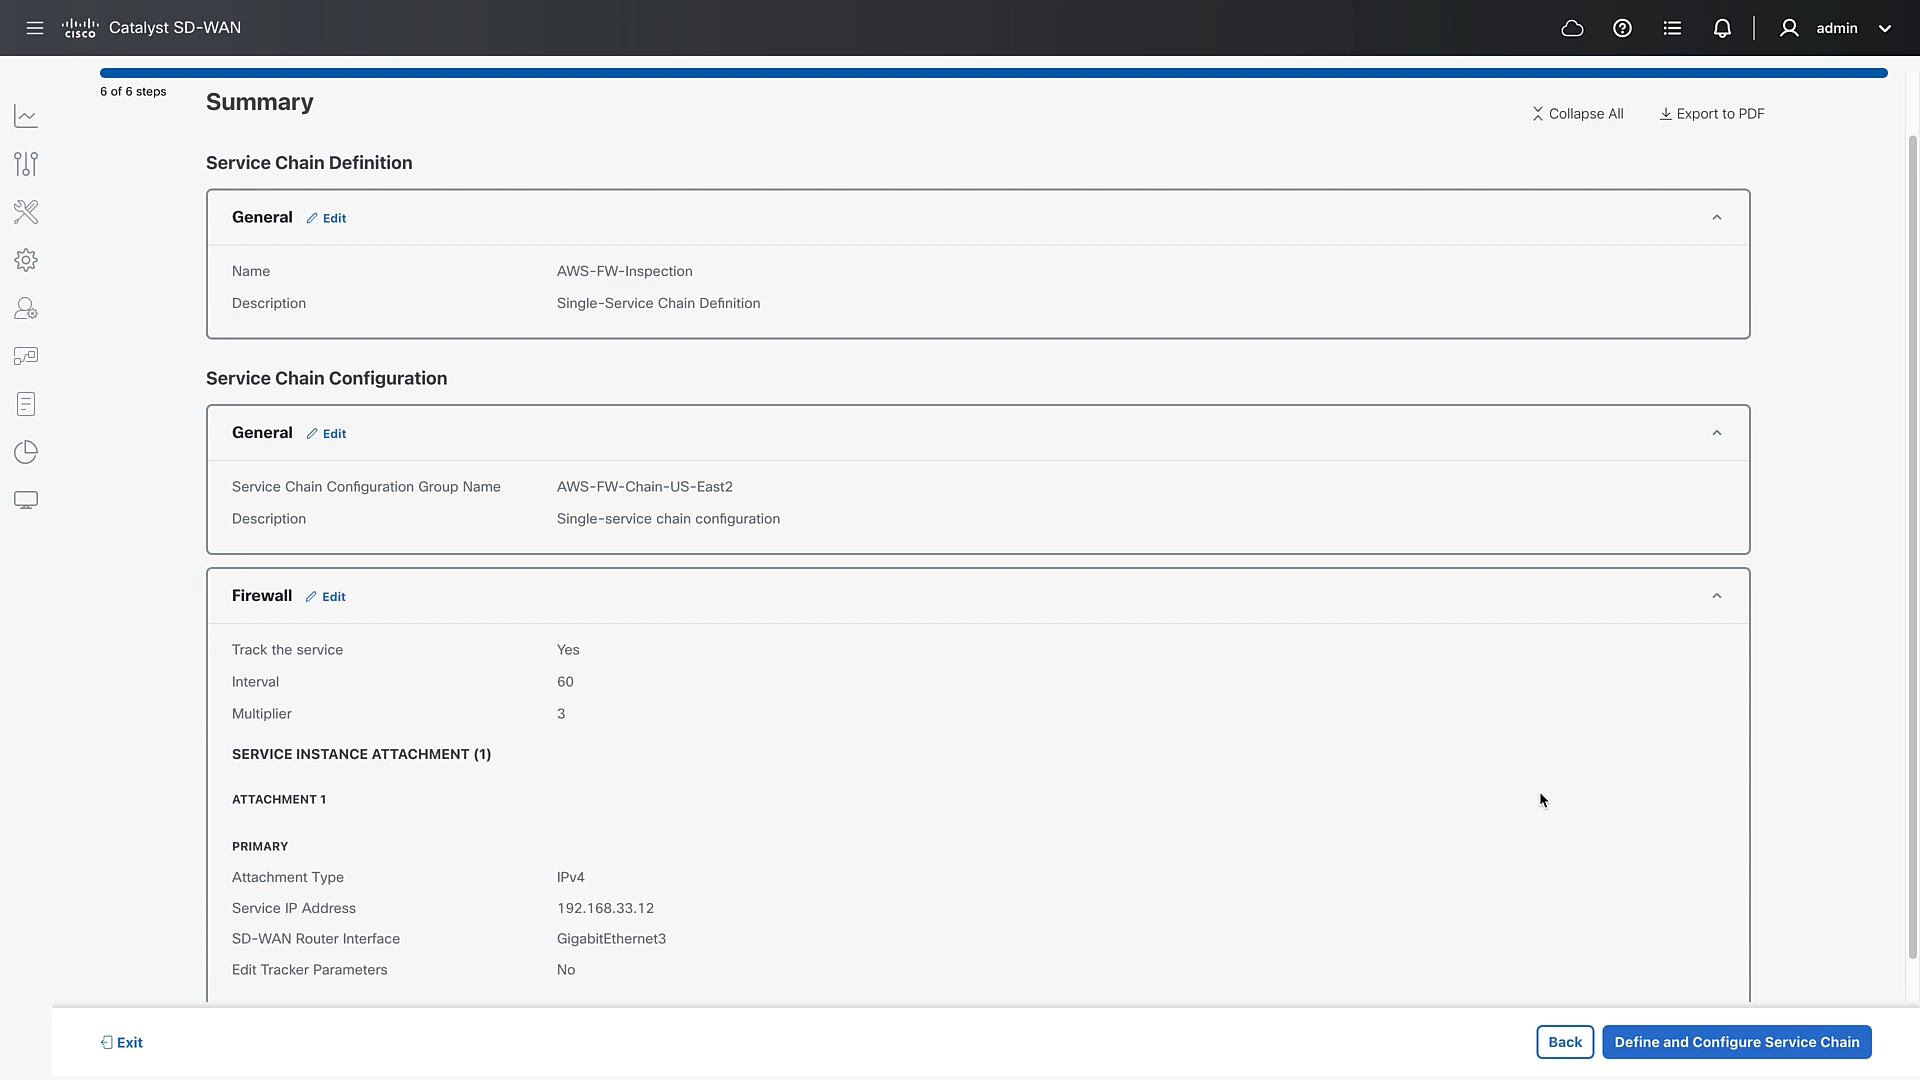 cisco Catalyst SD-WAN
admin
6 of 6 steps
Summary
Collapse All
Export to PDF
Service Chain Definition
General Edit
Name AWS-FW-Inspection
Description Single-Service Chain Definition
Service Chain Configuration
General Edit
Service Chain Configuration Group Name AWS-FW-Chain-US-East2
Description Single-service chain configuration
Firewall Edit
Track the service Yes
Interval 60
Multiplier 3
SERVICE INSTANCE ATTACHMENT (1)
ATTACHMENT 1
PRIMARY
Attachment Type IPv4
Service IP Address 192.168.33.12
SD-WAN Router Interface GigabitEthernet3
Edit Tracker Parameters No
Exit
Back
Define and Configure Service Chain